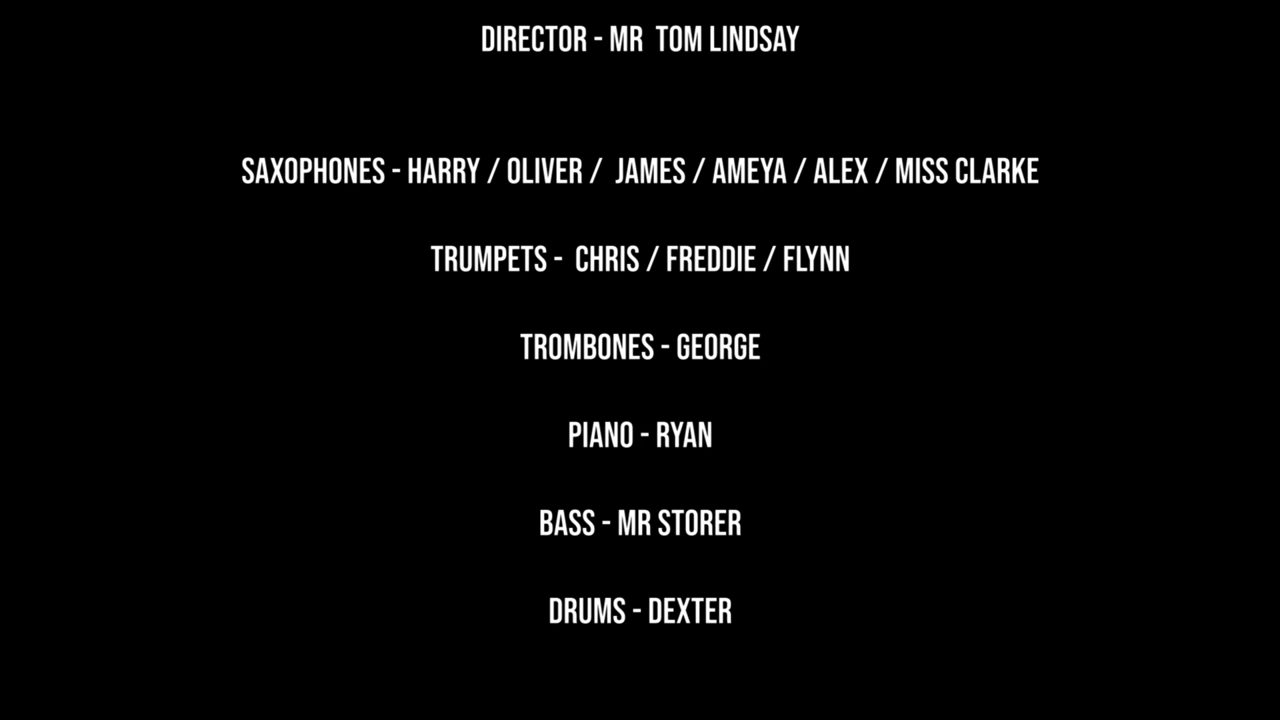 DIRECTOR - MR  TOM LINDSAY
SAXOPHONES - HARRY / OLIVER /  JAMES / AMEYA / ALEX / MISS CLARKE
TRUMPETS -  CHRIS / FREDDIE / FLYNN
TROMBONES - GEORGE
PIANO - RYAN
BASS - MR STORER
DRUMS - DEXTER